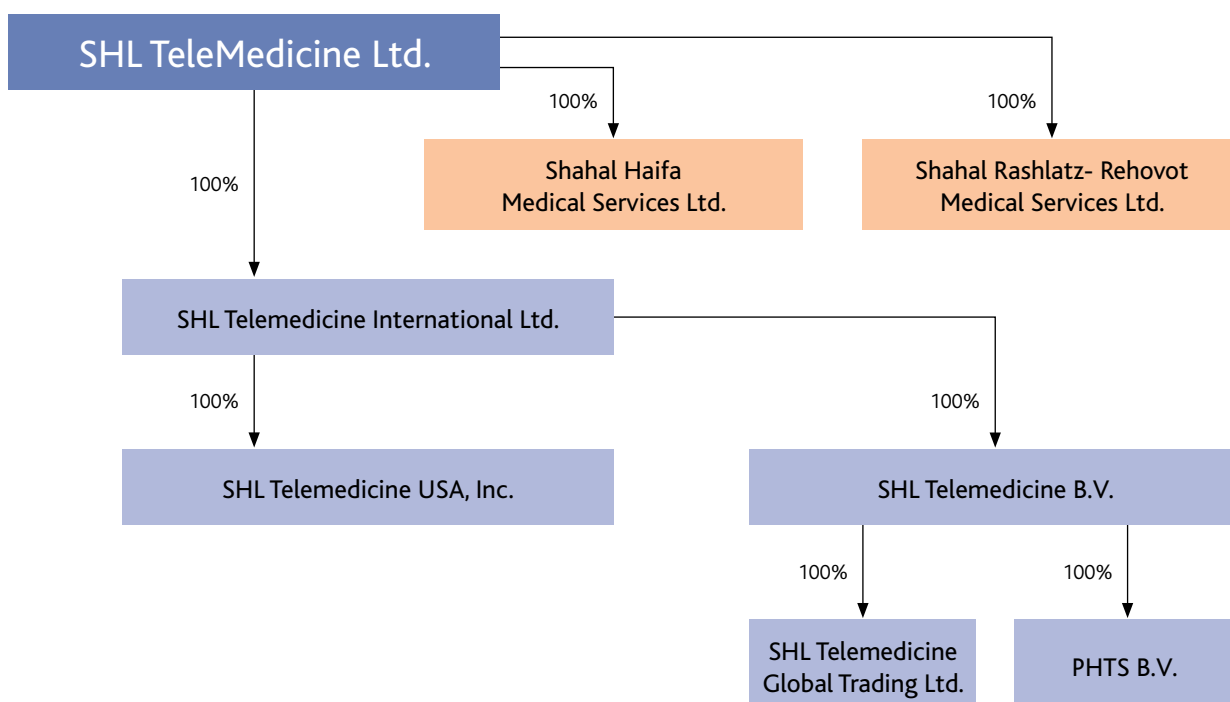 SHL TeleMedicine Ltd.
100%
100%
100%
Shahal Haifa
Medical Services Ltd.
Shahal Rashlatz- Rehovot
Medical Services Ltd.
SHL Telemedicine International Ltd.
100%
100%
SHL Telemedicine USA, Inc.
SHL Telemedicine B.V.
100%
100%
SHL Telemedicine
Global Trading Ltd.
PHTS B.V.